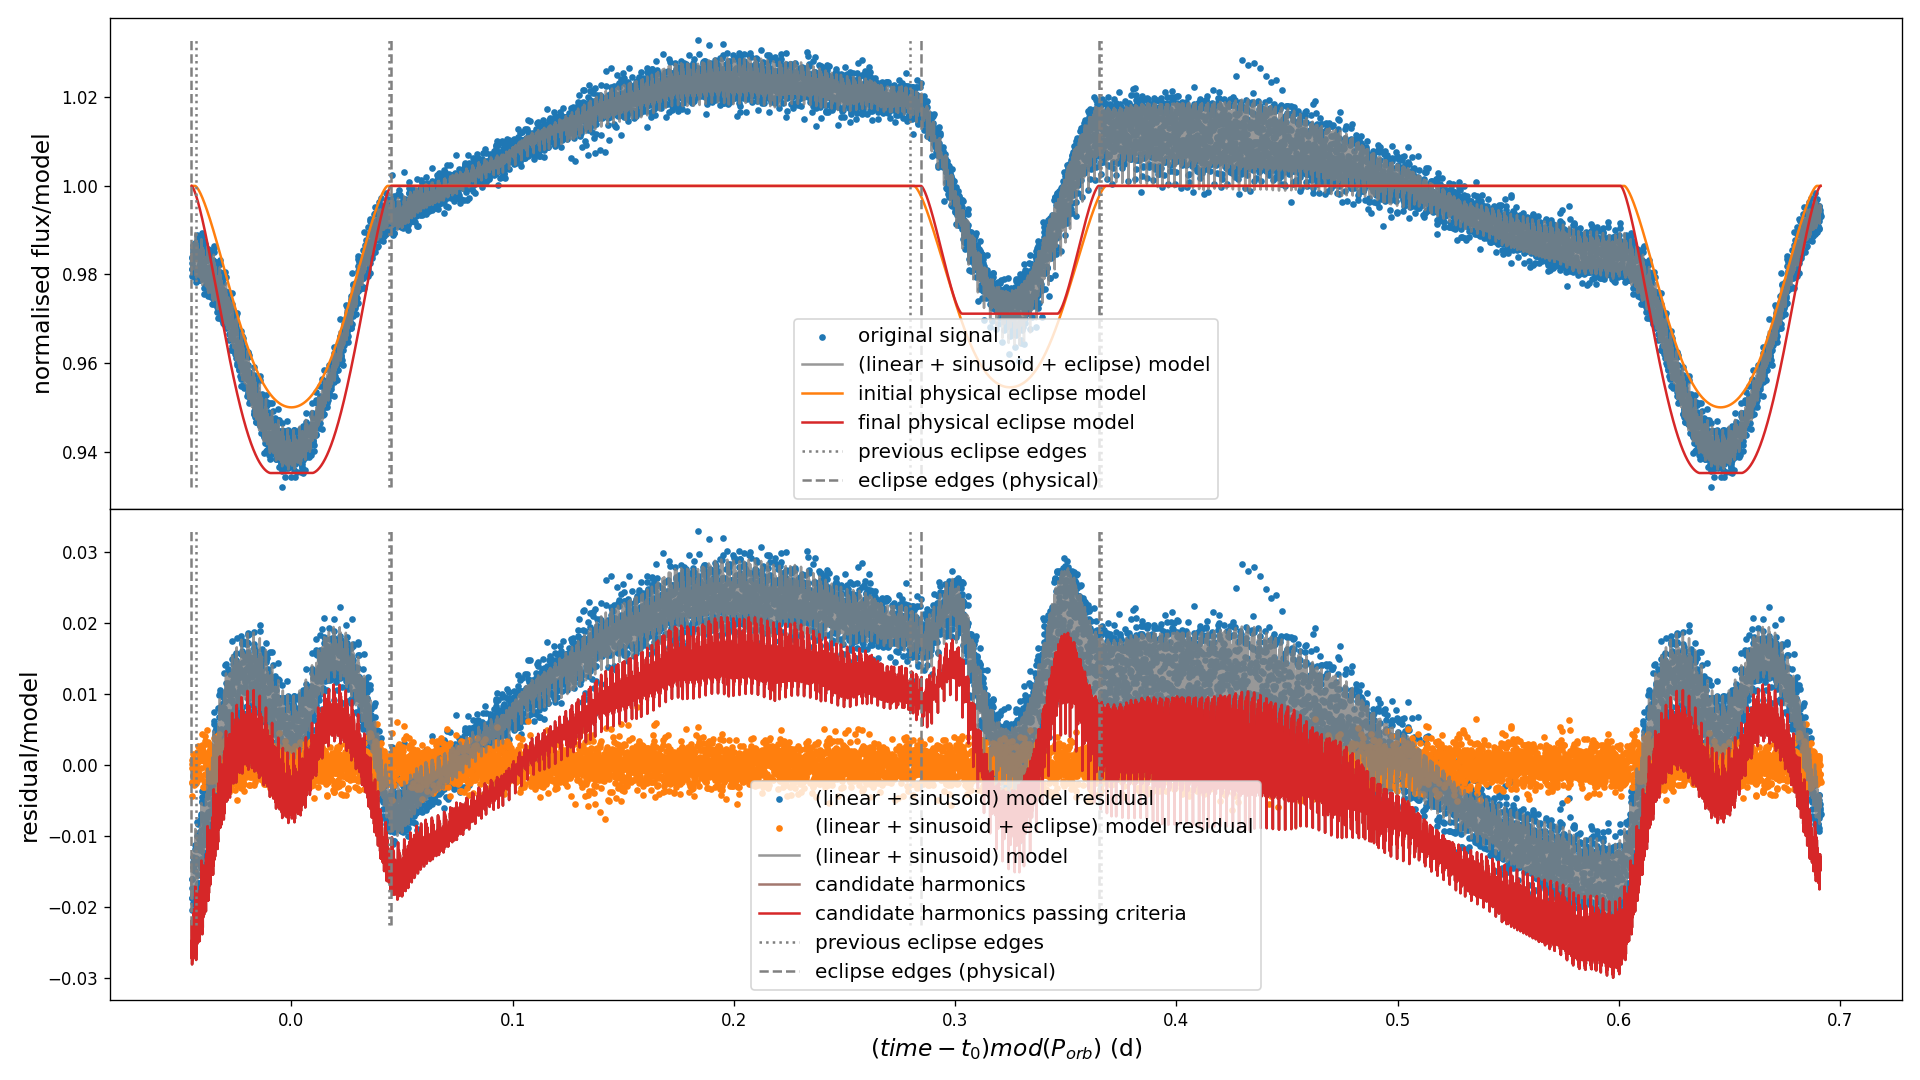 normalised flux/model
1.02
1.00
0.98
0.96
0.94
original signal
(linear + sinusoid + eclipse) model
initial physical eclipse model
final physical eclipse model
previous eclipse edges
eclipse edges (physical)
residual/model
0.03
0.02
0.01
0.00
−0.01
−0.02
−0.03
(linear + sinusoid) model residual
(linear + sinusoid + eclipse) model residual
(linear + sinusoid) model
candidate harmonics
candidate harmonics passing criteria
previous eclipse edges
eclipse edges (physical)
0.0 0.1 0.2 0.3 0.4 0.5 0.6 0.7
(time − t₀)mod(P_orb) (d)